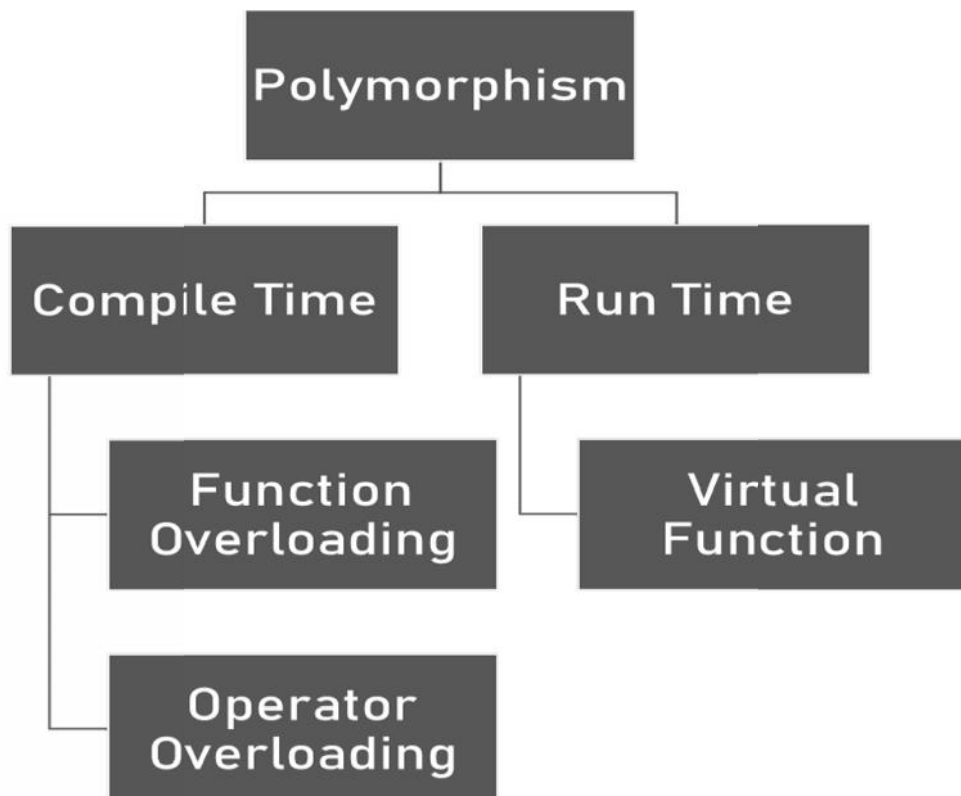 Polymorphism
Compile Time
Run Time
Function
Overloading
Virtual
Function
Operator
Overloading